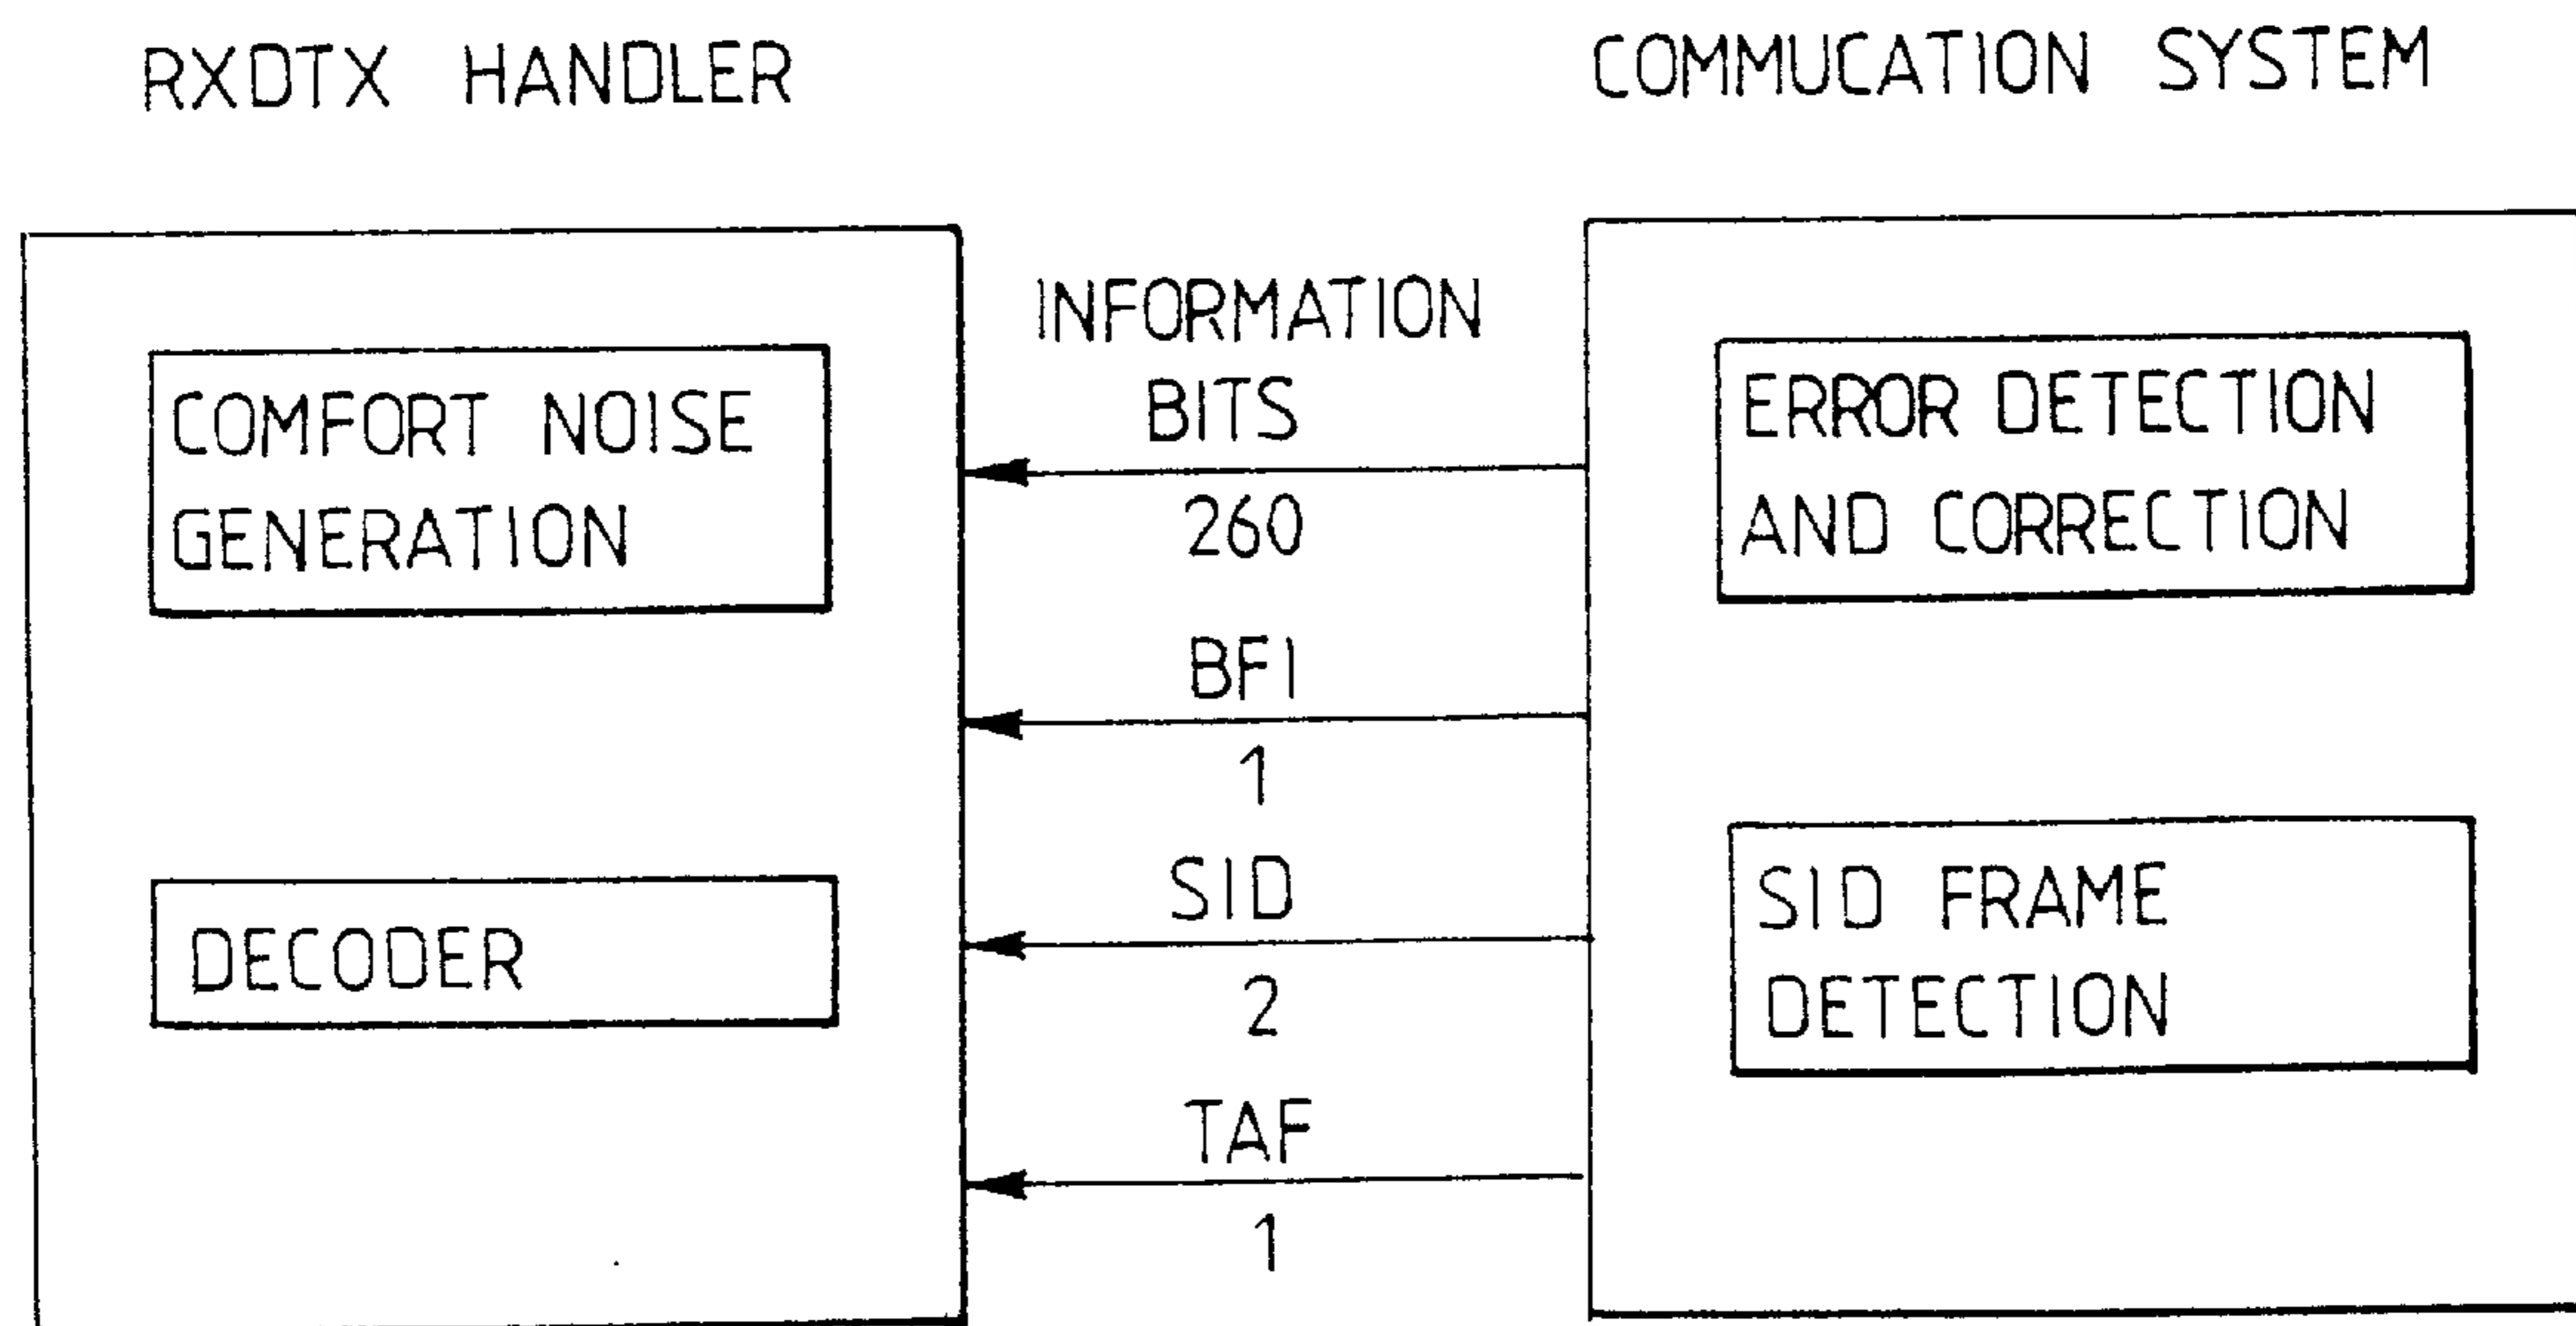 RXDTX HANDLER
COMMUCATION SYSTEM
COMFORT NOISE
GENERATION
DECODER
INFORMATION
BITS
260
BFI
1
SID
2
TAF
1
ERROR DETECTION
AND CORRECTION
SID FRAME
DETECTION